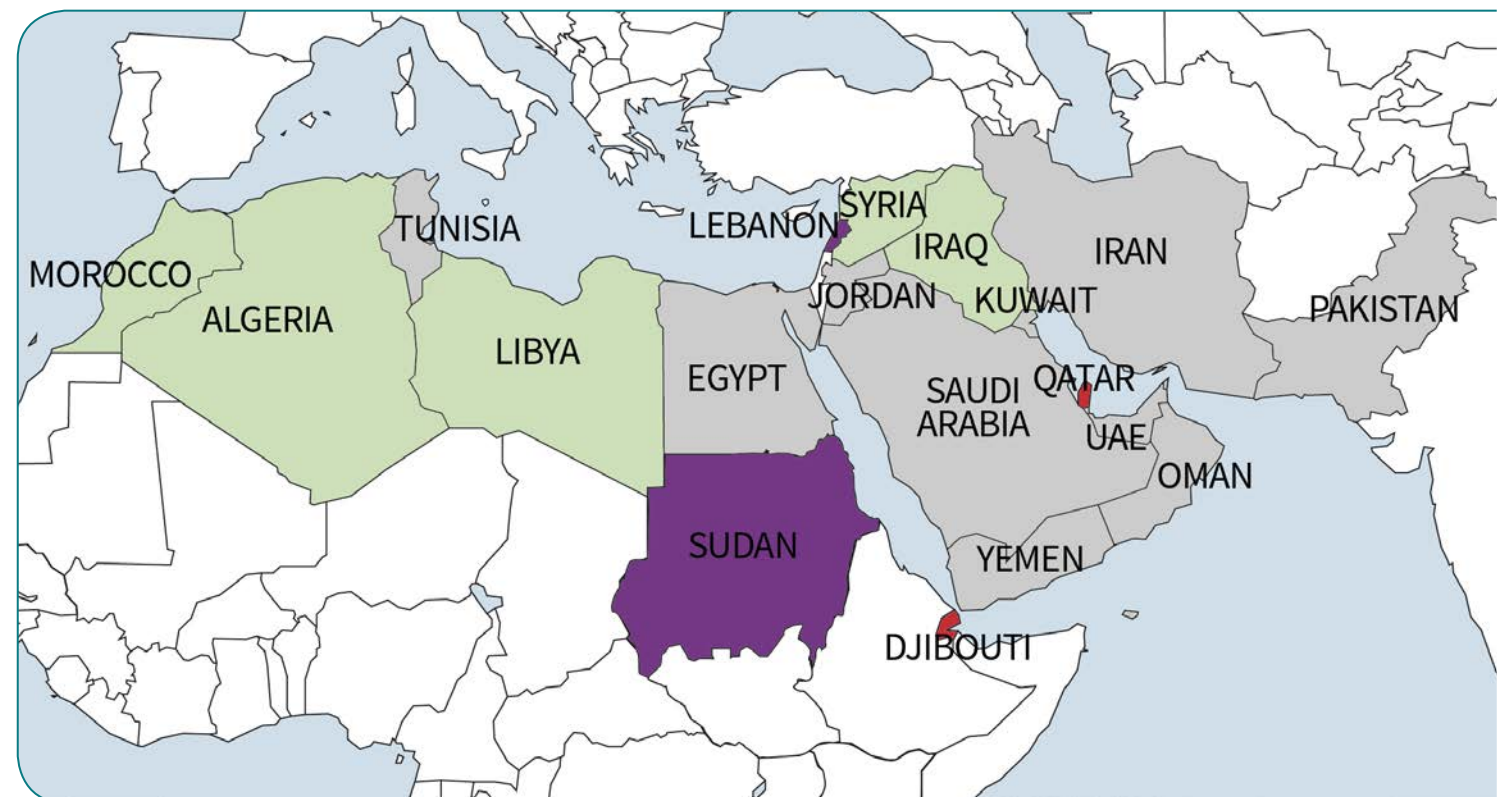 SYRIA
TUNISIA
LEBANON
IRAQ
IRAN
MOROCCO
JORDAN
KUWAIT
PAKISTAN
ALGERIA
LIBYA
EGYPT
QATAR
SAUDI
ARABIA
UAE
OMAN
SUDAN
YEMEN
DJIBOUTI